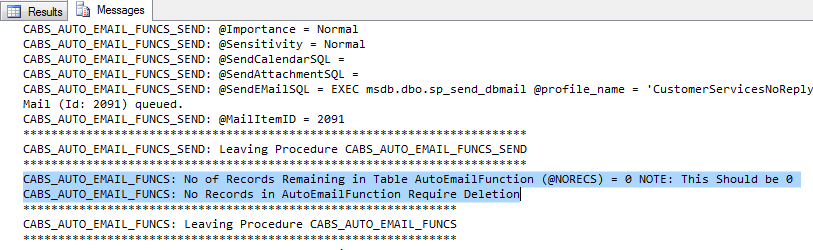 Results Messages
CABS_AUTO_EMAIL_FUNCS_SEND: @Importance = Normal
CABS_AUTO_EMAIL_FUNCS_SEND: @Sensitivity = Normal
CABS_AUTO_EMAIL_FUNCS_SEND: @SendCalendarSQL =
CABS_AUTO_EMAIL_FUNCS_SEND: @SendAttachmentSQL =
CABS_AUTO_EMAIL_FUNCS_SEND: @SendEMailSQL = EXEC msdb.dbo.sp_send_dbmail @profile_name = 'CustomerServicesNoReply
Mail (Id: 2091) queued.
CABS_AUTO_EMAIL_FUNCS_SEND: @MailItemID = 2091
***********************************************************************
CABS_AUTO_EMAIL_FUNCS_SEND: Leaving Procedure CABS_AUTO_EMAIL_FUNCS_SEND
***********************************************************************
CABS_AUTO_EMAIL_FUNCS: No of Records Remaining in Table AutoEmailFunction (@NORECS) = 0 NOTE: This Should be 0
CABS_AUTO_EMAIL_FUNCS: No Records in AutoEmailFunction Require Deletion
*************************************************************
CABS_AUTO_EMAIL_FUNCS: Leaving Procedure CABS_AUTO_EMAIL_FUNCS
*************************************************************